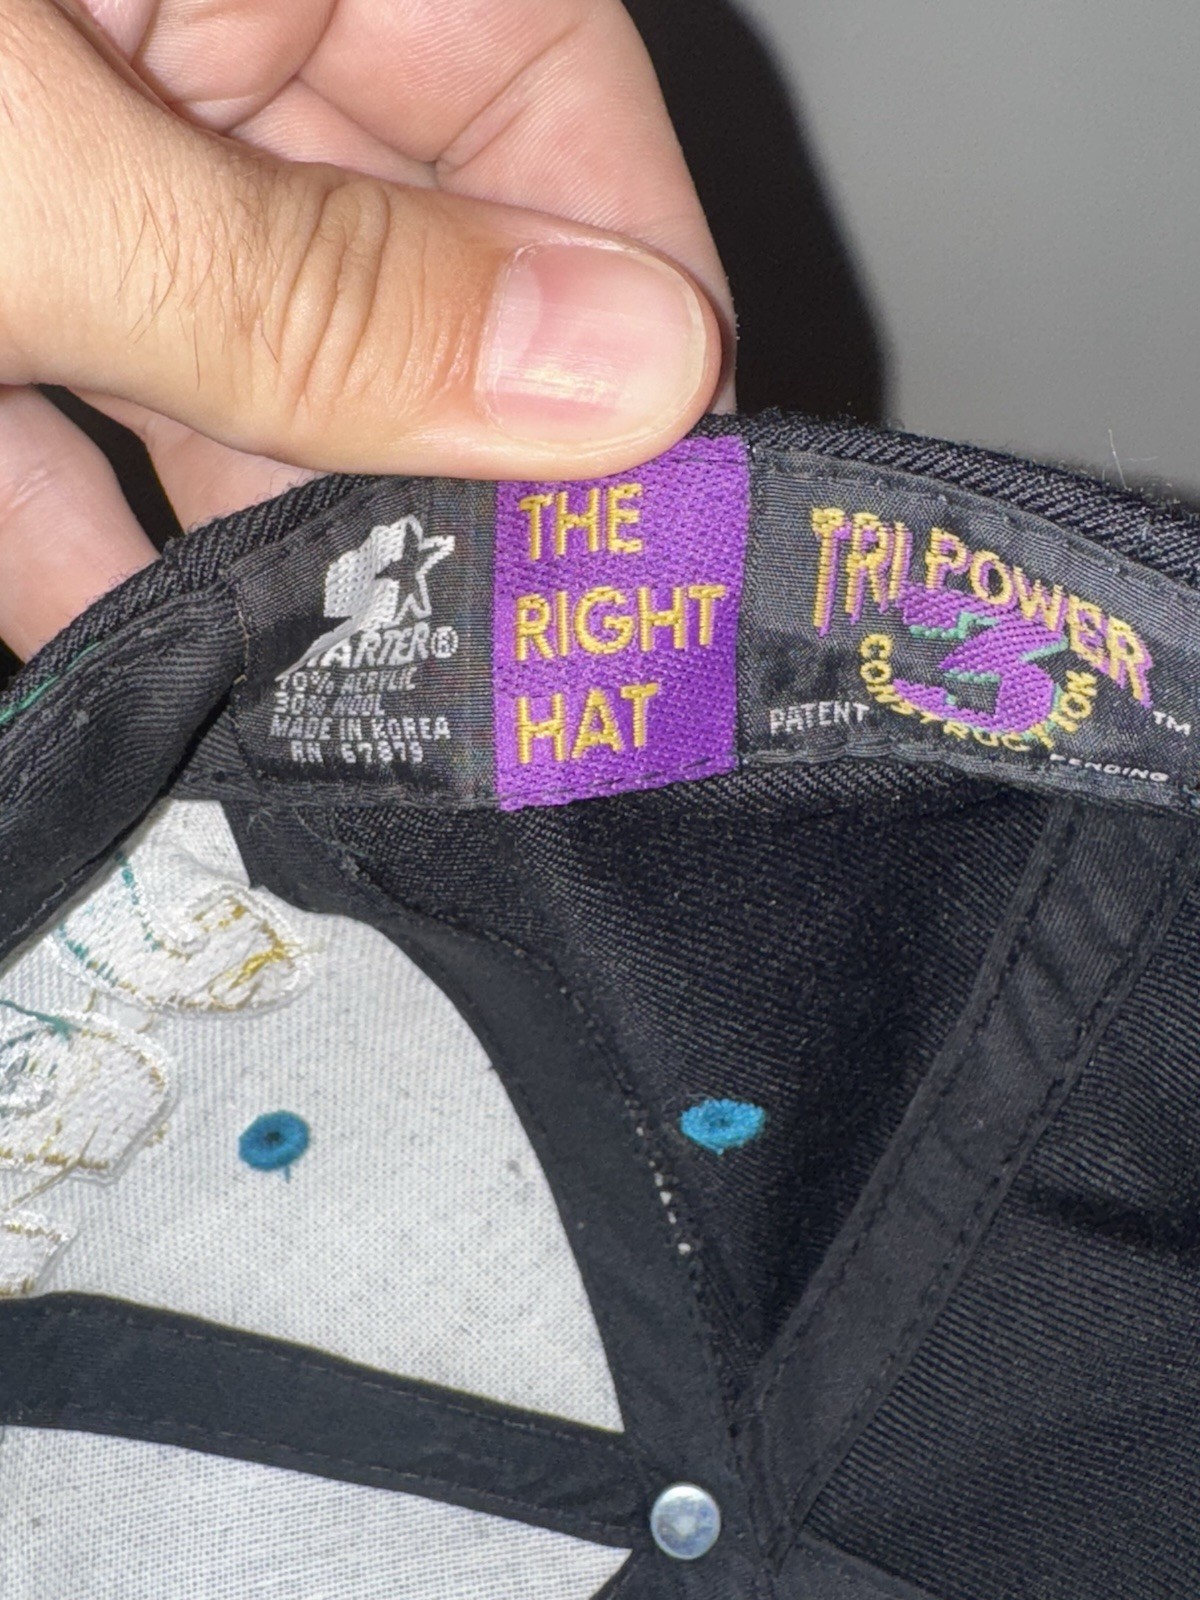 STARTER®
70% ACRYLIC
30% WOOL
MADE IN KOREA
RN 67879
THE
RIGHT
HAT
TRI POWER
3
CONSTRUCTION
PATENT PENDING
TM